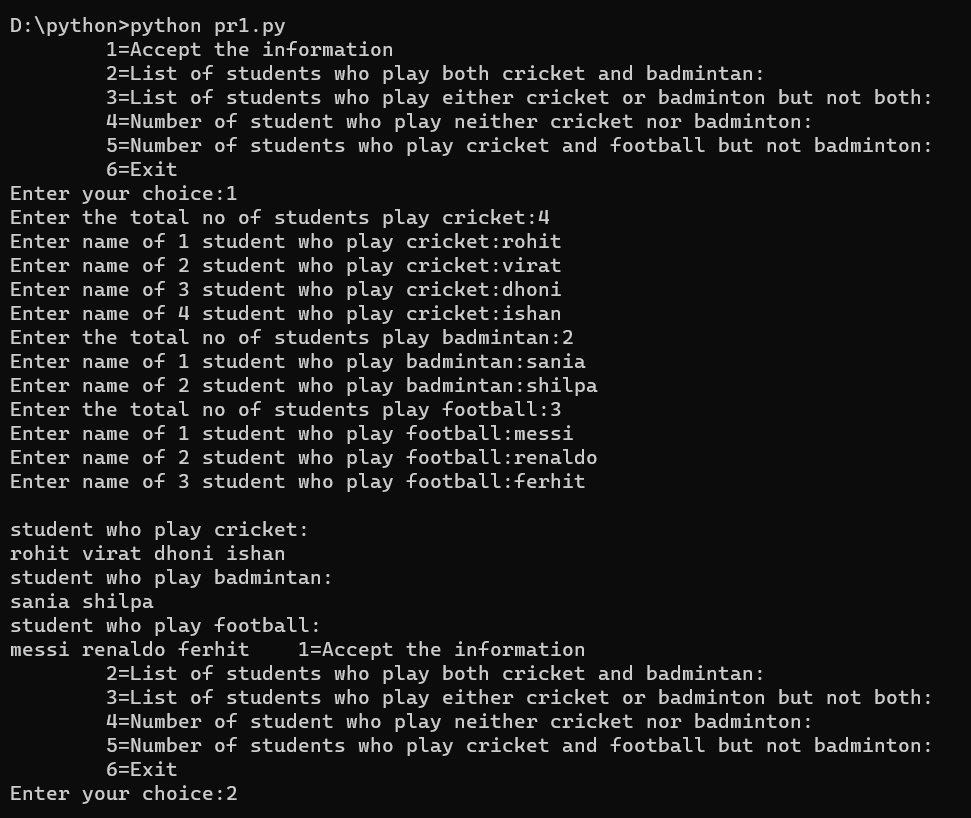 D:\python>python pr1.py
        1=Accept the information
        2=List of students who play both cricket and badmintan:
        3=List of students who play either cricket or badminton but not both:
        4=Number of student who play neither cricket nor badminton:
        5=Number of students who play cricket and football but not badminton:
        6=Exit
Enter your choice:1
Enter the total no of students play cricket:4
Enter name of 1 student who play cricket:rohit
Enter name of 2 student who play cricket:virat
Enter name of 3 student who play cricket:dhoni
Enter name of 4 student who play cricket:ishan
Enter the total no of students play badmintan:2
Enter name of 1 student who play badmintan:sania
Enter name of 2 student who play badmintan:shilpa
Enter the total no of students play football:3
Enter name of 1 student who play football:messi
Enter name of 2 student who play football:renaldo
Enter name of 3 student who play football:ferhit

student who play cricket:
rohit virat dhoni ishan
student who play badmintan:
sania shilpa
student who play football:
messi renaldo ferhit    1=Accept the information
        2=List of students who play both cricket and badmintan:
        3=List of students who play either cricket or badminton but not both:
        4=Number of student who play neither cricket nor badminton:
        5=Number of students who play cricket and football but not badminton:
        6=Exit
Enter your choice:2